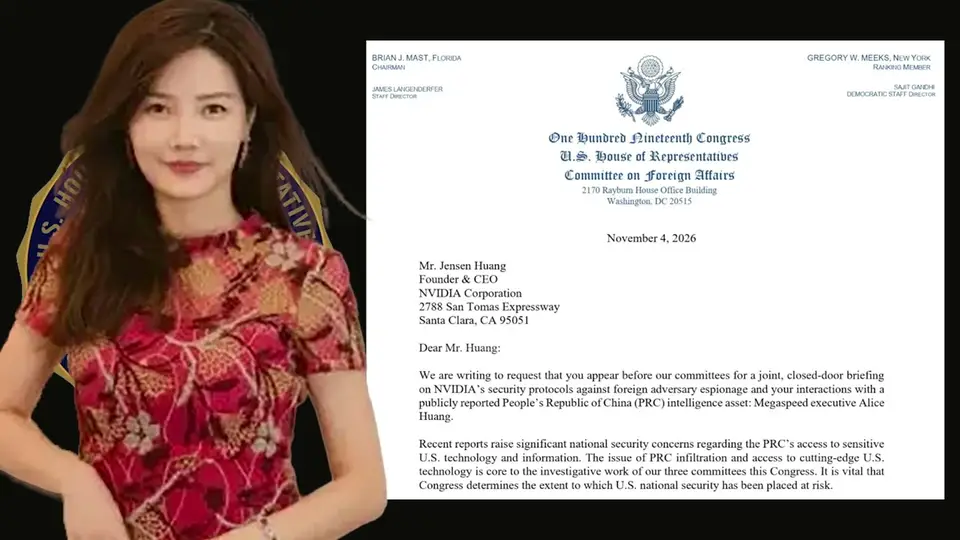 U.S. HOU
NTATIVE
BRIAN J. MAST, FLORIDA
CHAIRMAN
JAMES LANGENDERFER
STAFF DIRECTOR
GREGORY W. MEEKS, NEW YORK
RANKING MEMBER
SAJIT GANDHI
DEMOCRATIC STAFF DIRECTOR
One Hundred Nineteenth Congress
U.S. House of Representatives
Committee on Foreign Affairs
2170 Rayburn House Office Building
Washington, DC 20515
November 4, 2026
Mr. Jensen Huang
Founder & CEO
NVIDIA Corporation
2788 San Tomas Expressway
Santa Clara, CA 95051
Dear Mr. Huang:
We are writing to request that you appear before our committees for a joint, closed-door briefing
on NVIDIA's security protocols against foreign adversary espionage and your interactions with a
publicly reported People's Republic of China (PRC) intelligence asset: Megaspeed executive Alice
Huang.
Recent reports raise significant national security concerns regarding the PRC's access to sensitive
U.S. technology and information. The issue of PRC infiltration and access to cutting-edge U.S.
technology is core to the investigative work of our three committees this Congress. It is vital that
Congress determines the extent to which U.S. national security has been placed at risk.